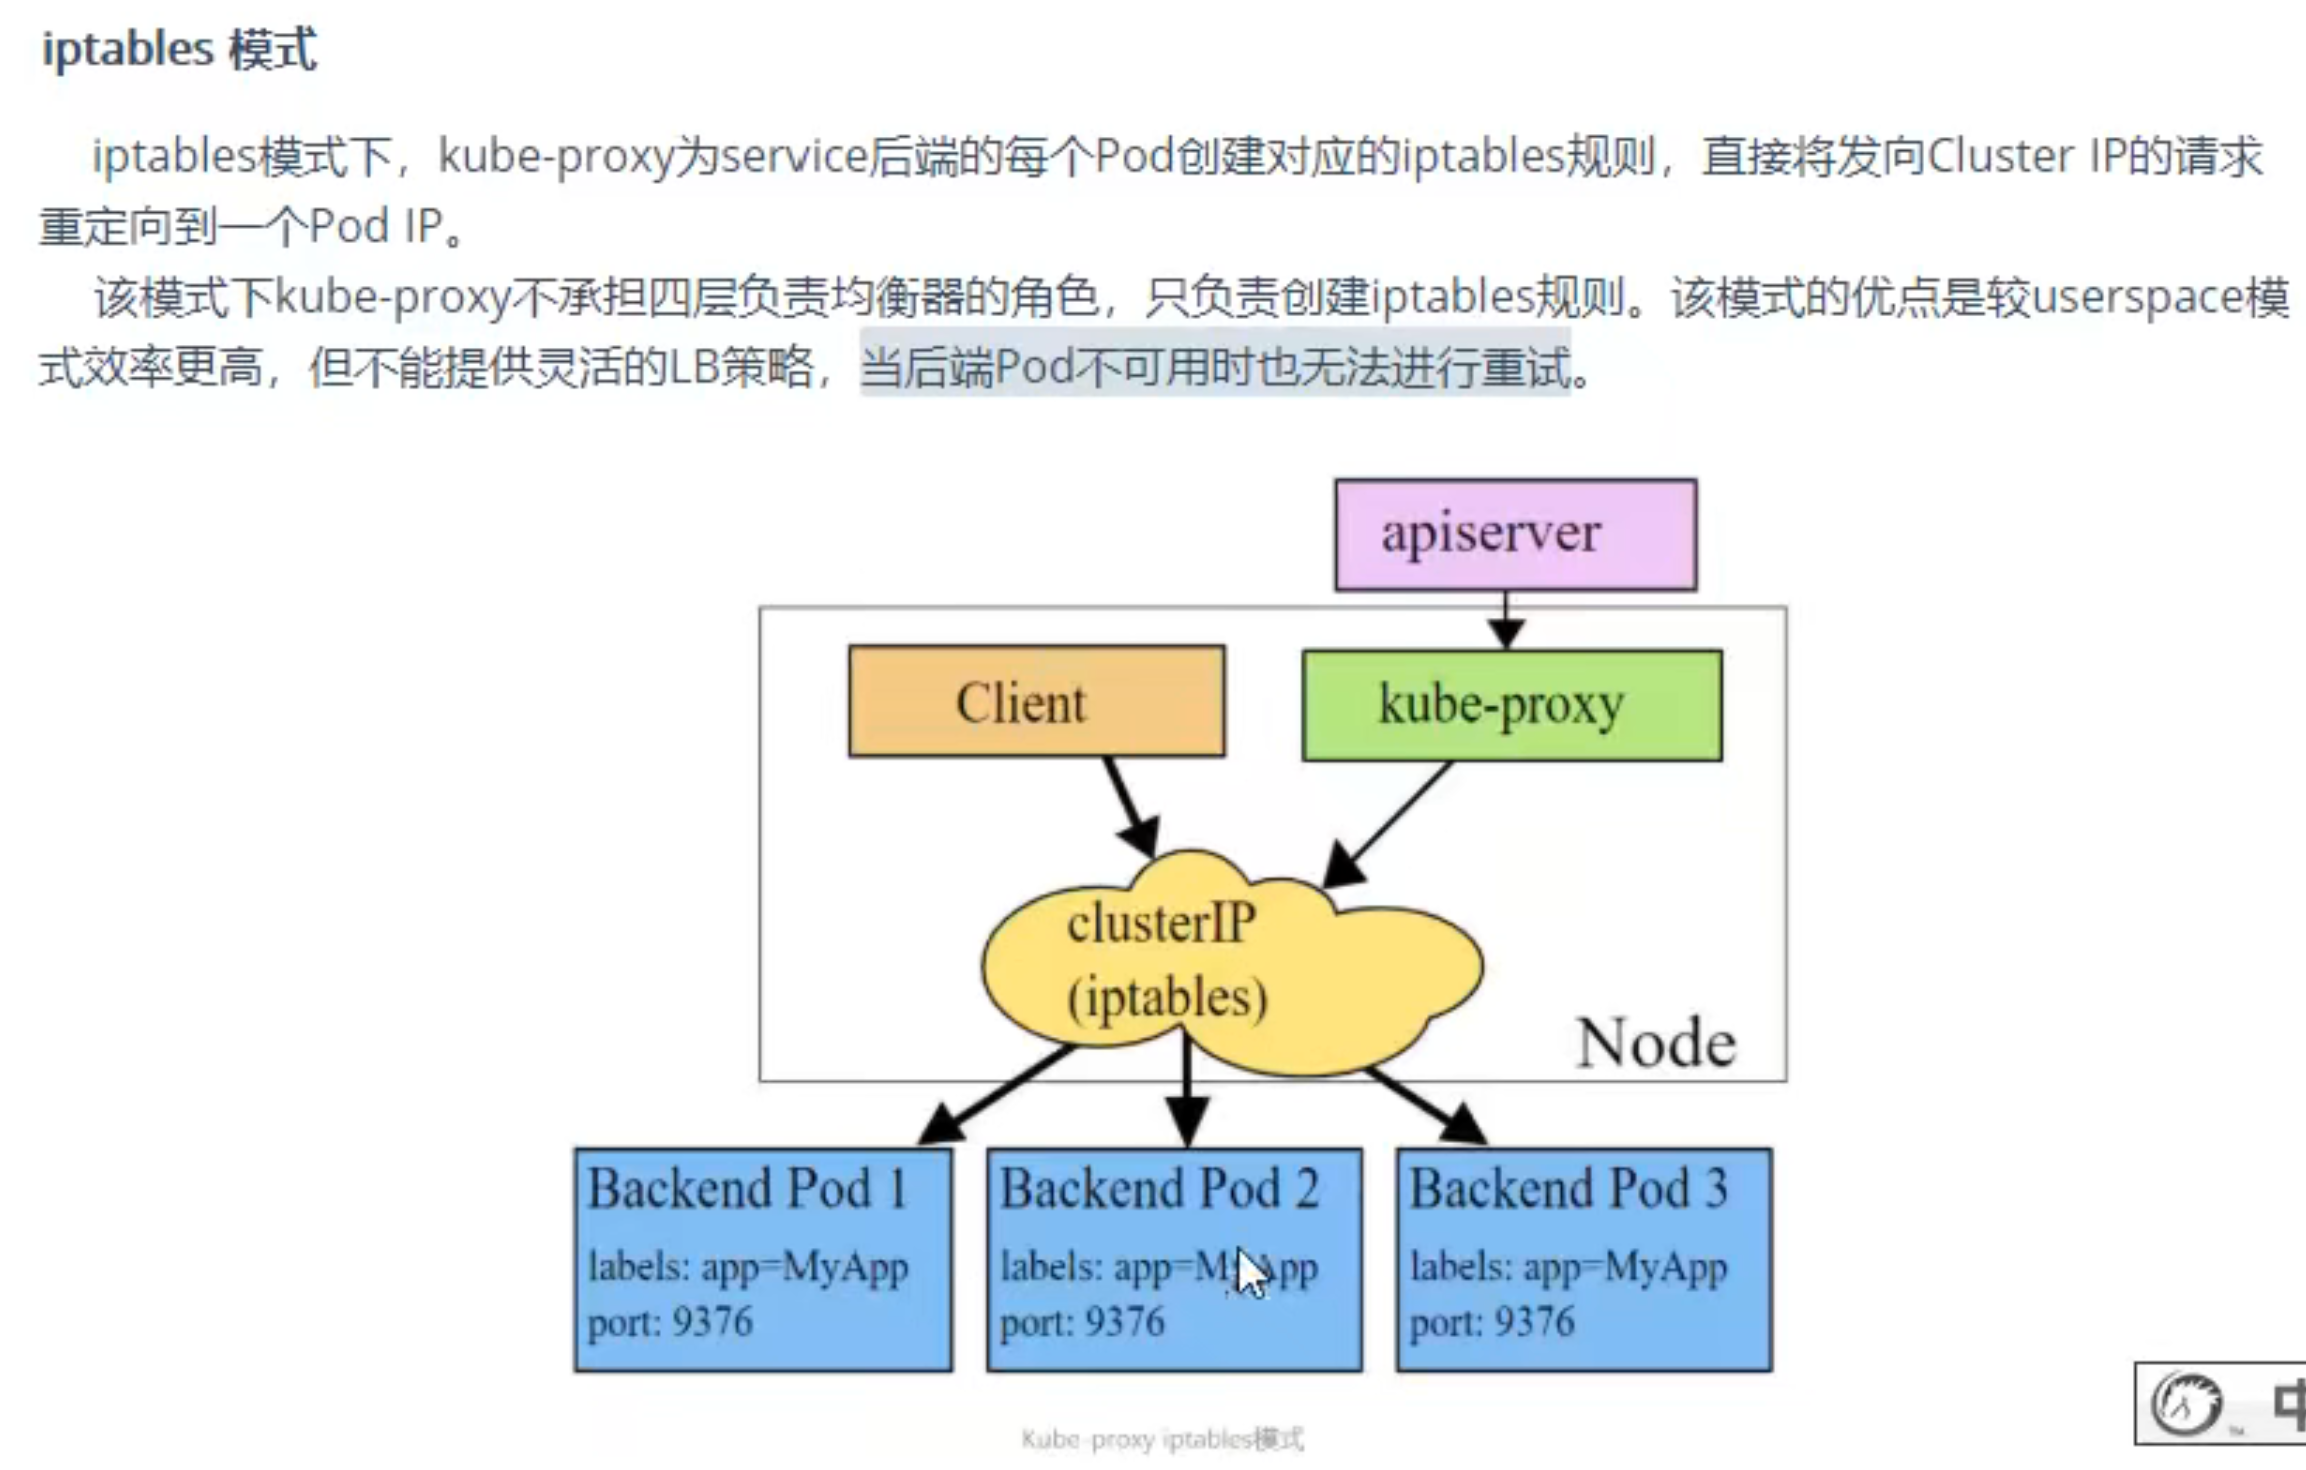 iptables 模式
iptables模式下，kube-proxy为service后端的每个Pod创建对应的iptables规则，直接将发向Cluster IP的请求
重定向到一个Pod IP。
该模式下kube-proxy不承担四层负责均衡器的角色，只负责创建iptables规则。该模式的优点是较userspace模
式效率更高，但不能提供灵活的LB策略，当后端Pod不可用时也无法进行重试。
apiserver
Client
kube-proxy
clusterIP
(iptables)
Node
Backend Pod 1
labels: app=MyApp
port: 9376
Backend Pod 2
labels: app=MyApp
port: 9376
Backend Pod 3
labels: app=MyApp
port: 9376
Kube-proxy iptables模式
中